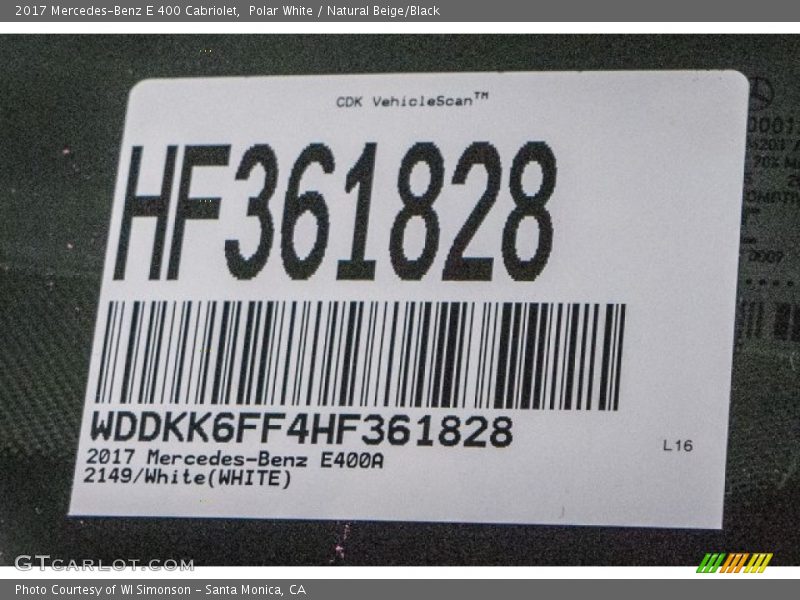 2017 Mercedes-Benz E 400 Cabriolet,  Polar White / Natural Beige/Black
CDK VehicleScan™
HF361828
WDDKK6FF4HF361828
2017 Mercedes-Benz E400A
2149/White(WHITE)
L16
GTCARLOT.COM
Photo Courtesy of WI Simonson - Santa Monica, CA